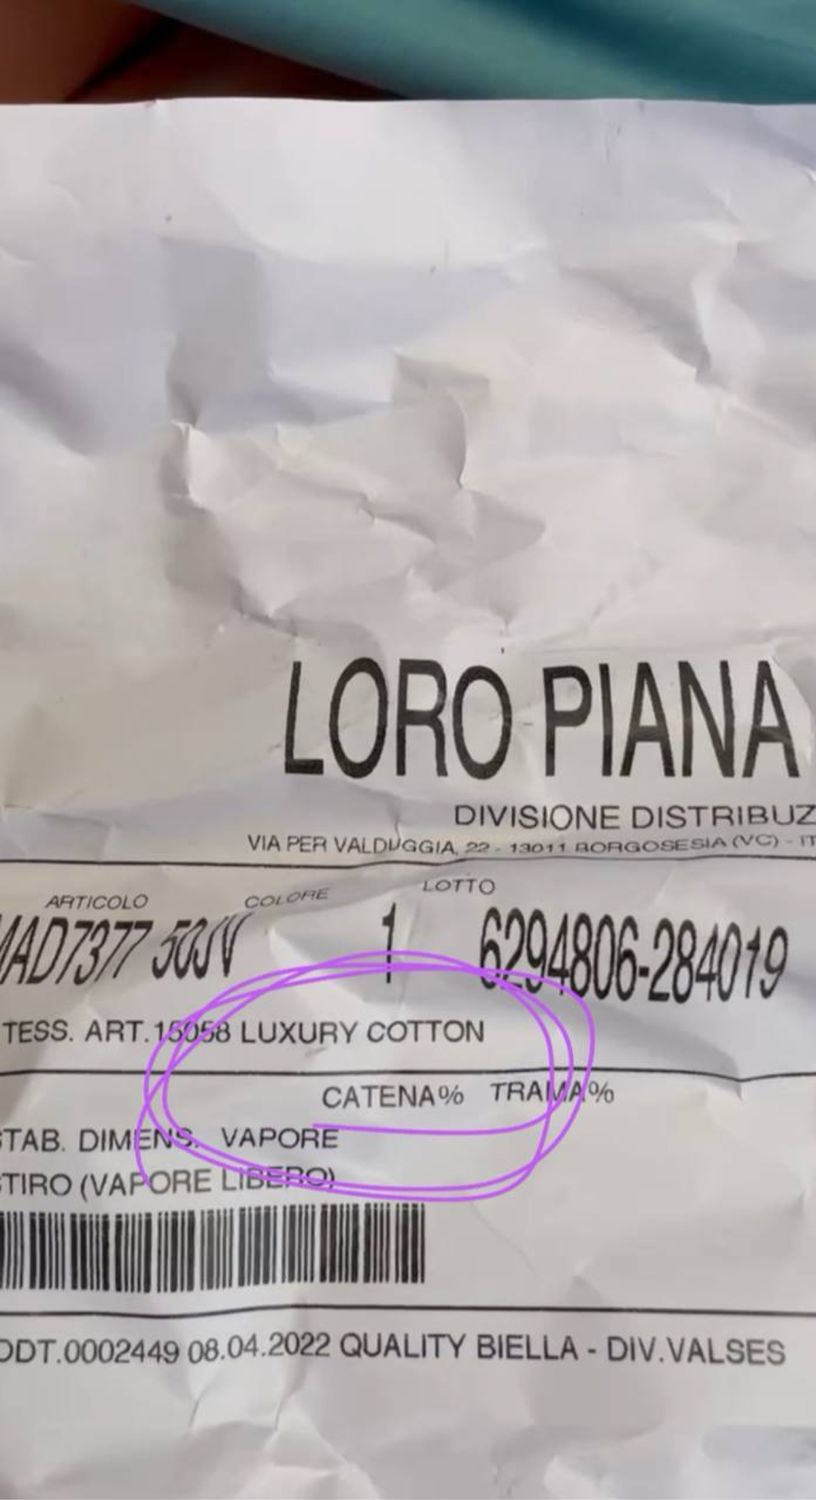 LORO PIANA
DIVISIONE DISTRIBUZ
VIA PER VALDUGGIA, 22 - 13011 BORGOSESIA (VC) - IT
ARTICOLO COLORE LOTTO
MAD7377 50JV 1 6294806-284019
TESS. ART.15058 LUXURY COTTON
CATENA% TRAMA%
STAB. DIMENS. VAPORE
STIRO (VAPORE LIBERO)
DDT.0002449 08.04.2022 QUALITY BIELLA - DIV.VALSES